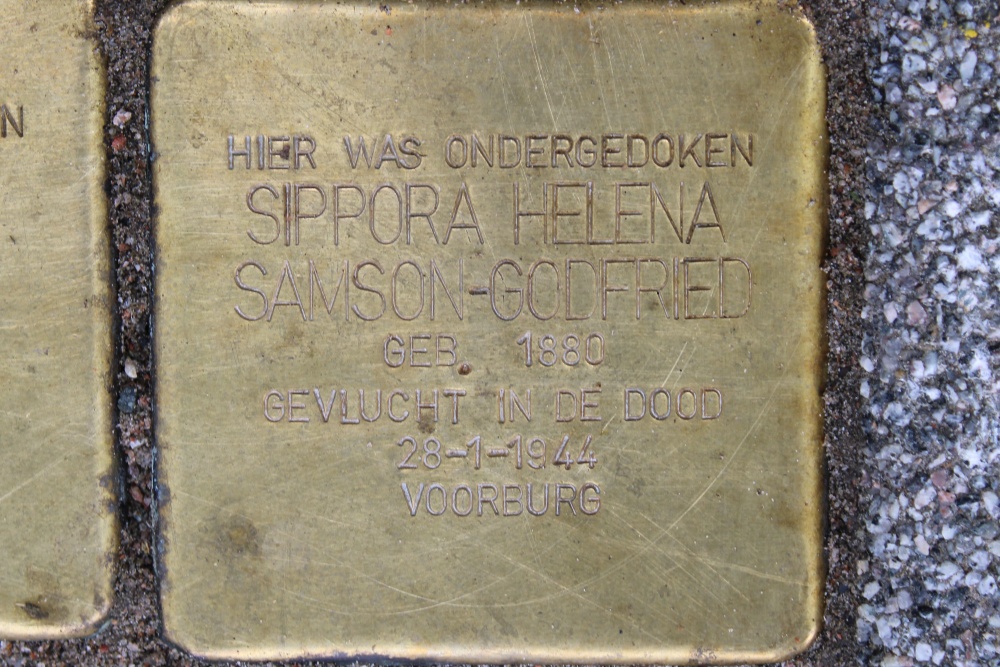 N
HIER WAS ONDERGEDOKEN
SIPPORA HELENA
SAMSON-GODFRIED
GEB. 1880
GEVLUCHT IN DE DOOD
28-1-1944
VOORBURG